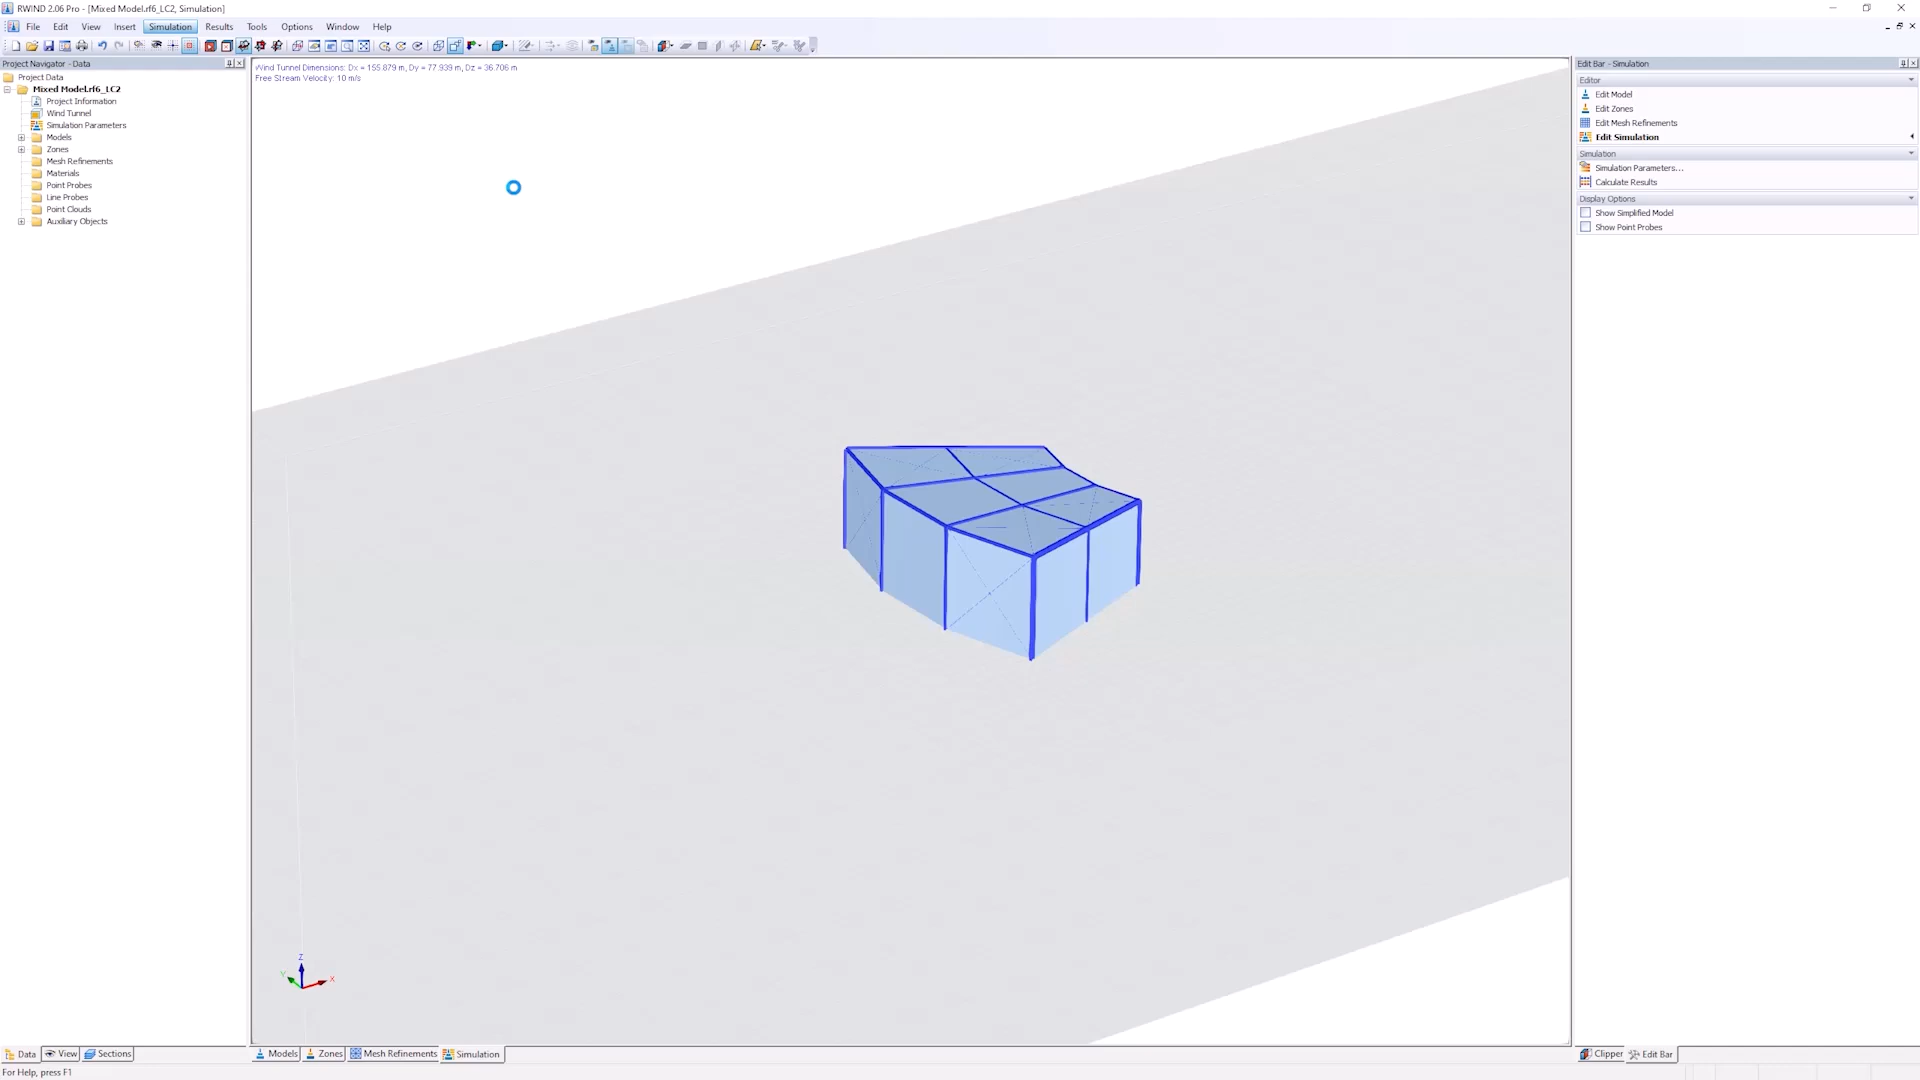 RWIND 2.06 Pro - [Mixed Model.rf6_LC2, Simulation]
File Edit View Insert Simulation Results Tools Options Window Help
Project Navigator - Data
Project Data
Mixed Model.rf6_LC2
Project Information
Wind Tunnel
Simulation Parameters
Models
Zones
Mesh Refinements
Materials
Point Probes
Line Probes
Point Clouds
Auxiliary Objects
Wind Tunnel Dimensions: Dx = 155.879 m, Dy = 77.939 m, Dz = 36.706 m
Free Stream Velocity: 10 m/s
Z
Y
X
Edit Bar - Simulation
Editor
Edit Model
Edit Zones
Edit Mesh Refinements
Edit Simulation
Simulation
Simulation Parameters...
Calculate Results
Display Options
Show Simplified Model
Show Point Probes
Data View Sections
Models Zones Mesh Refinements Simulation
Clipper Edit Bar
For Help, press F1